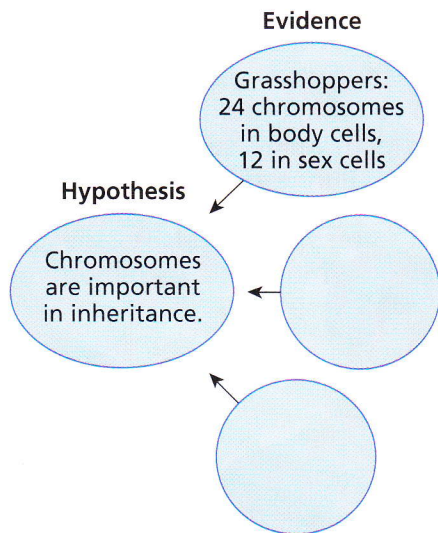 Evidence
Grasshoppers:
24 chromosomes
in body cells,
12 in sex cells
Hypothesis
Chromosomes
are important
in inheritance.